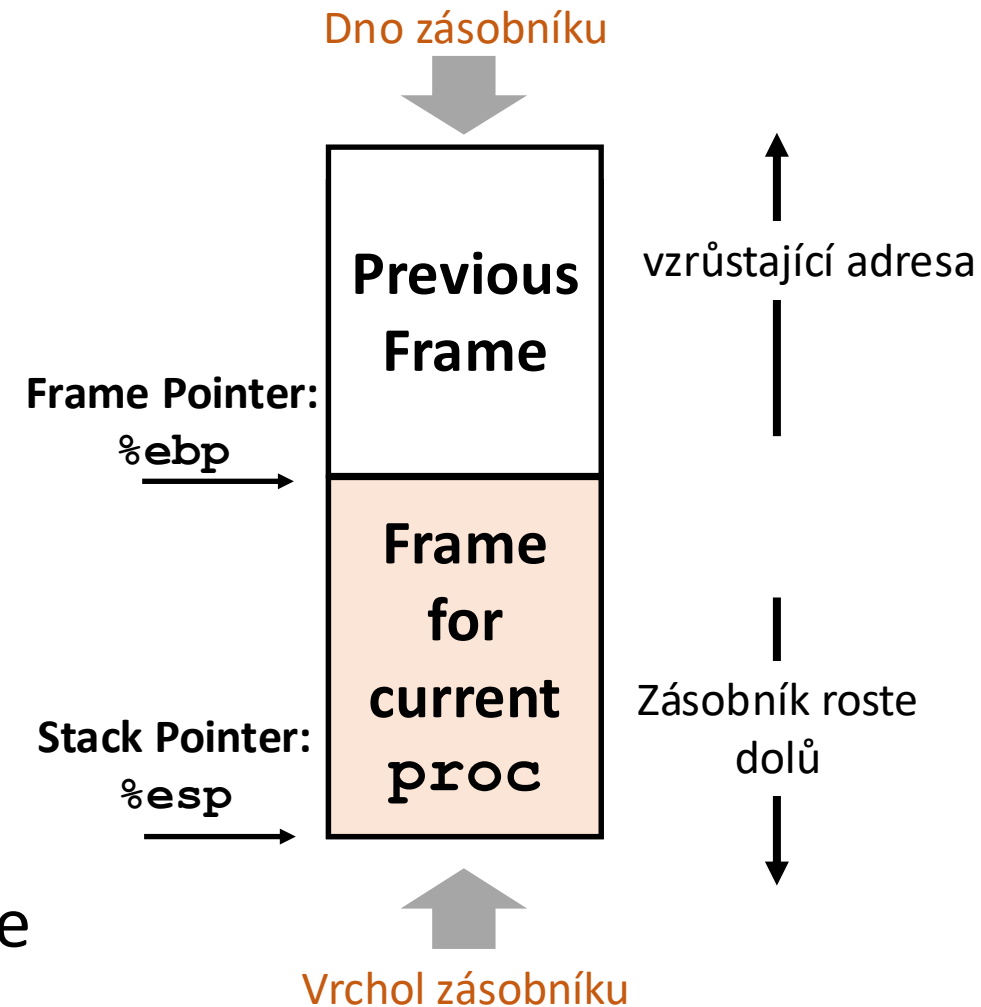 Dno zásobníku
Previous
Frame
vzrůstající adresa
Frame Pointer:
%ebp
Frame
for
current
proc
Stack Pointer:
%esp
Zásobník roste
dolů
e
Vrchol zásobníku